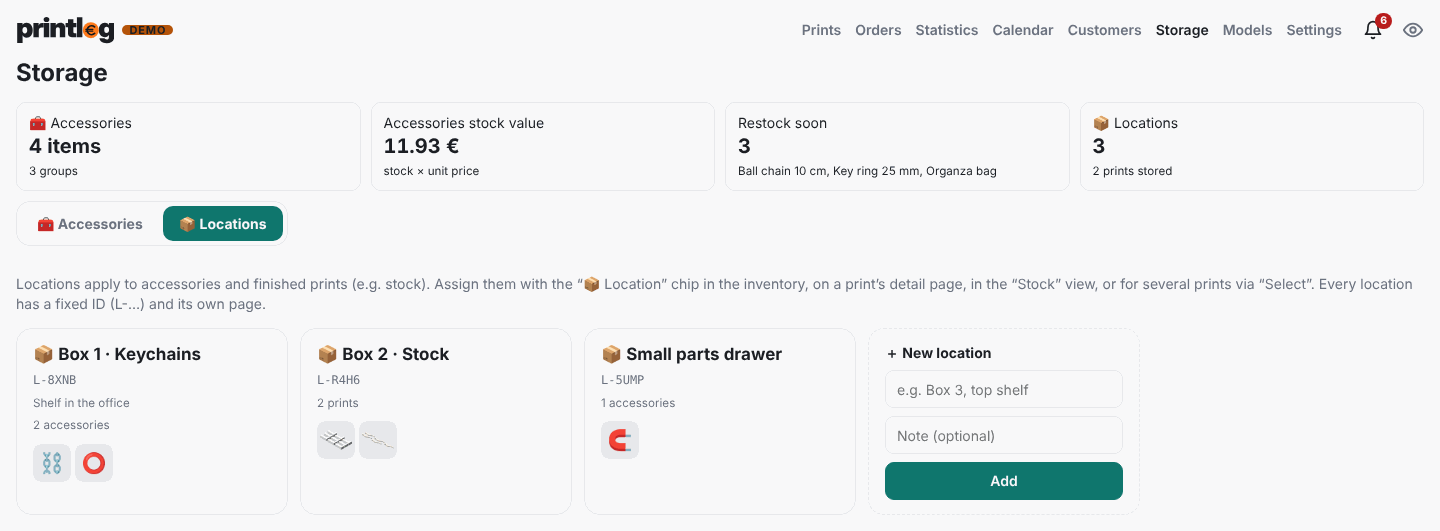 printl€g DEMO
Prints Orders Statistics Calendar Customers Storage Models Settings 6
Storage
🧰 Accessories
4 items
3 groups
Accessories stock value
11.93 €
stock × unit price
Restock soon
3
Ball chain 10 cm, Key ring 25 mm, Organza bag
📦 Locations
3
2 prints stored
🧰 Accessories 📦 Locations
Locations apply to accessories and finished prints (e.g. stock). Assign them with the “📦 Location” chip in the inventory, on a print’s detail page, in the “Stock” view, or for several prints via “Select”. Every location
has a fixed ID (L-…) and its own page.
📦 Box 1 · Keychains
L-8XNB
Shelf in the office
2 accessories
📦 Box 2 · Stock
L-R4H6
2 prints
📦 Small parts drawer
L-5UMP
1 accessories
+ New location
e.g. Box 3, top shelf
Note (optional)
Add